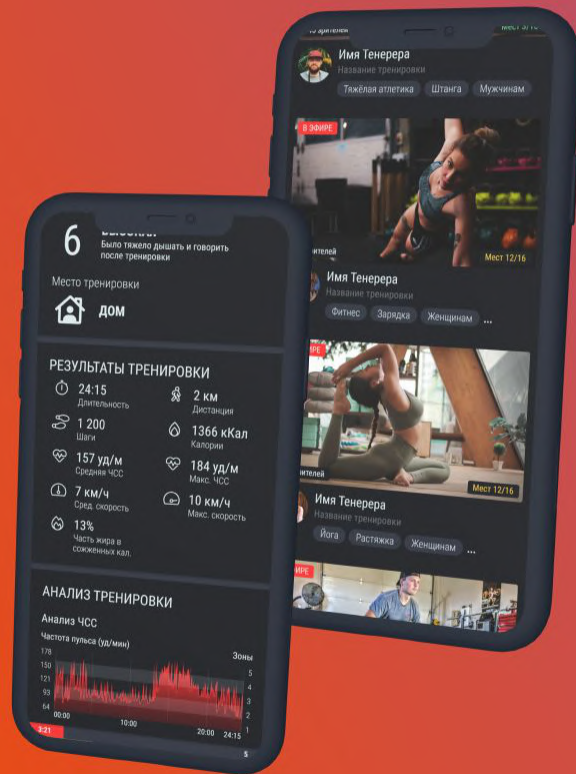 6
Было тяжело дышать и говорить
после тренировки
Место тренировки
ДОМ
РЕЗУЛЬТАТЫ ТРЕНИРОВКИ
24:15
Длительность
2 км
Дистанция
1 200
Шаги
1366 кКал
Калории
157 уд/м
Средняя ЧСС
184 уд/м
Макс. ЧСС
7 км/ч
Сред. скорость
10 км/ч
Макс. скорость
13%
Часть жира в
сожженных кал.
АНАЛИЗ ТРЕНИРОВКИ
Анализ ЧСС
Частота пульса (уд/мин)
Зоны
178
150
121
93
64
5
4
3
2
1
00:00
10:00
20:00
24:15
3:21
5
Имя Тенерера
Название тренировки
Тяжёлая атлетика
Штанга
Мужчинам
В ЭФИРЕ
Мест 12/16
Имя Тенерера
Название тренировки
Фитнес
Зарядка
Женщинам
...
Мест 12/16
Имя Тенерера
Название тренировки
Йога
Растяжка
Женщинам
...